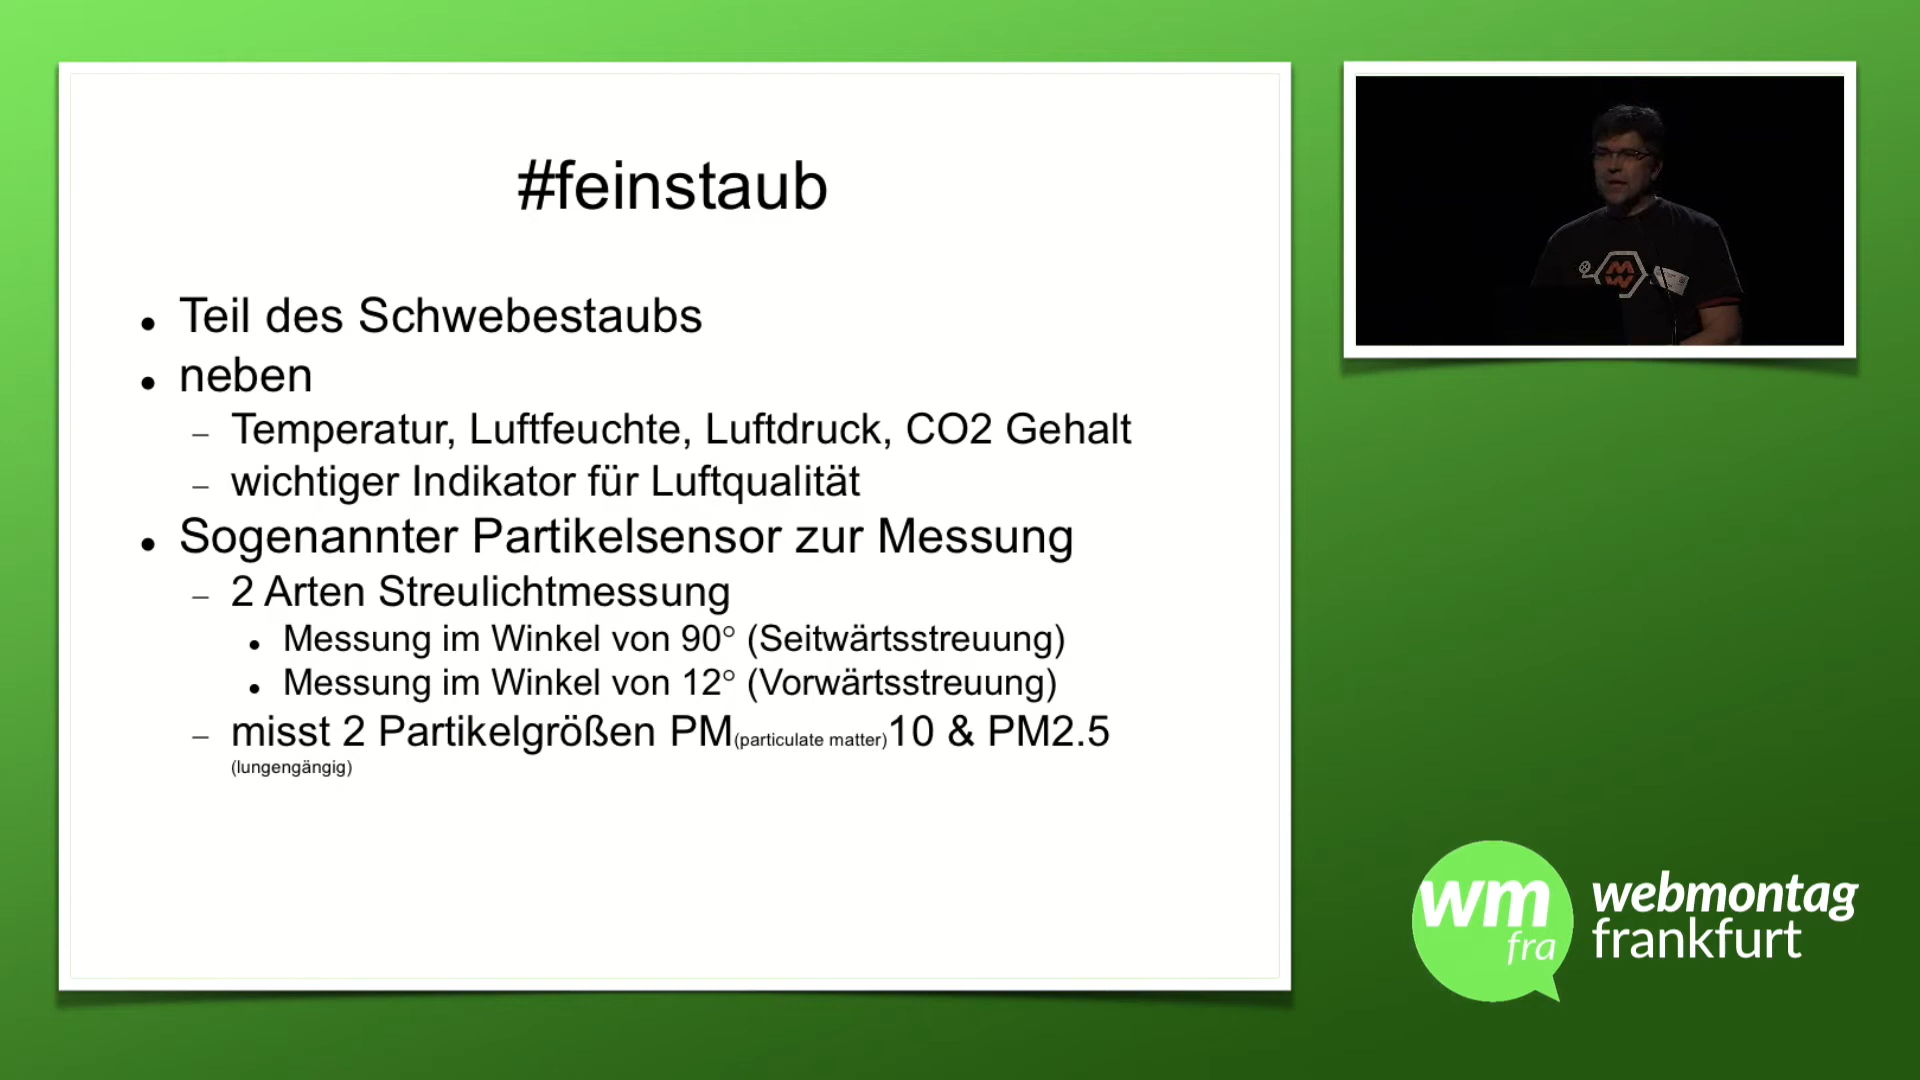 #feinstaub
• Teil des Schwebestaubs
• neben
– Temperatur, Luftfeuchte, Luftdruck, CO2 Gehalt
– wichtiger Indikator für Luftqualität
• Sogenannter Partikelsensor zur Messung
– 2 Arten Streulichtmessung
• Messung im Winkel von 90° (Seitwärtsstreuung)
• Messung im Winkel von 12° (Vorwärtsstreuung)
– misst 2 Partikelgrößen PM(particulate matter)10 & PM2.5
(lungengängig)
MW
wm
fra
webmontag
frankfurt